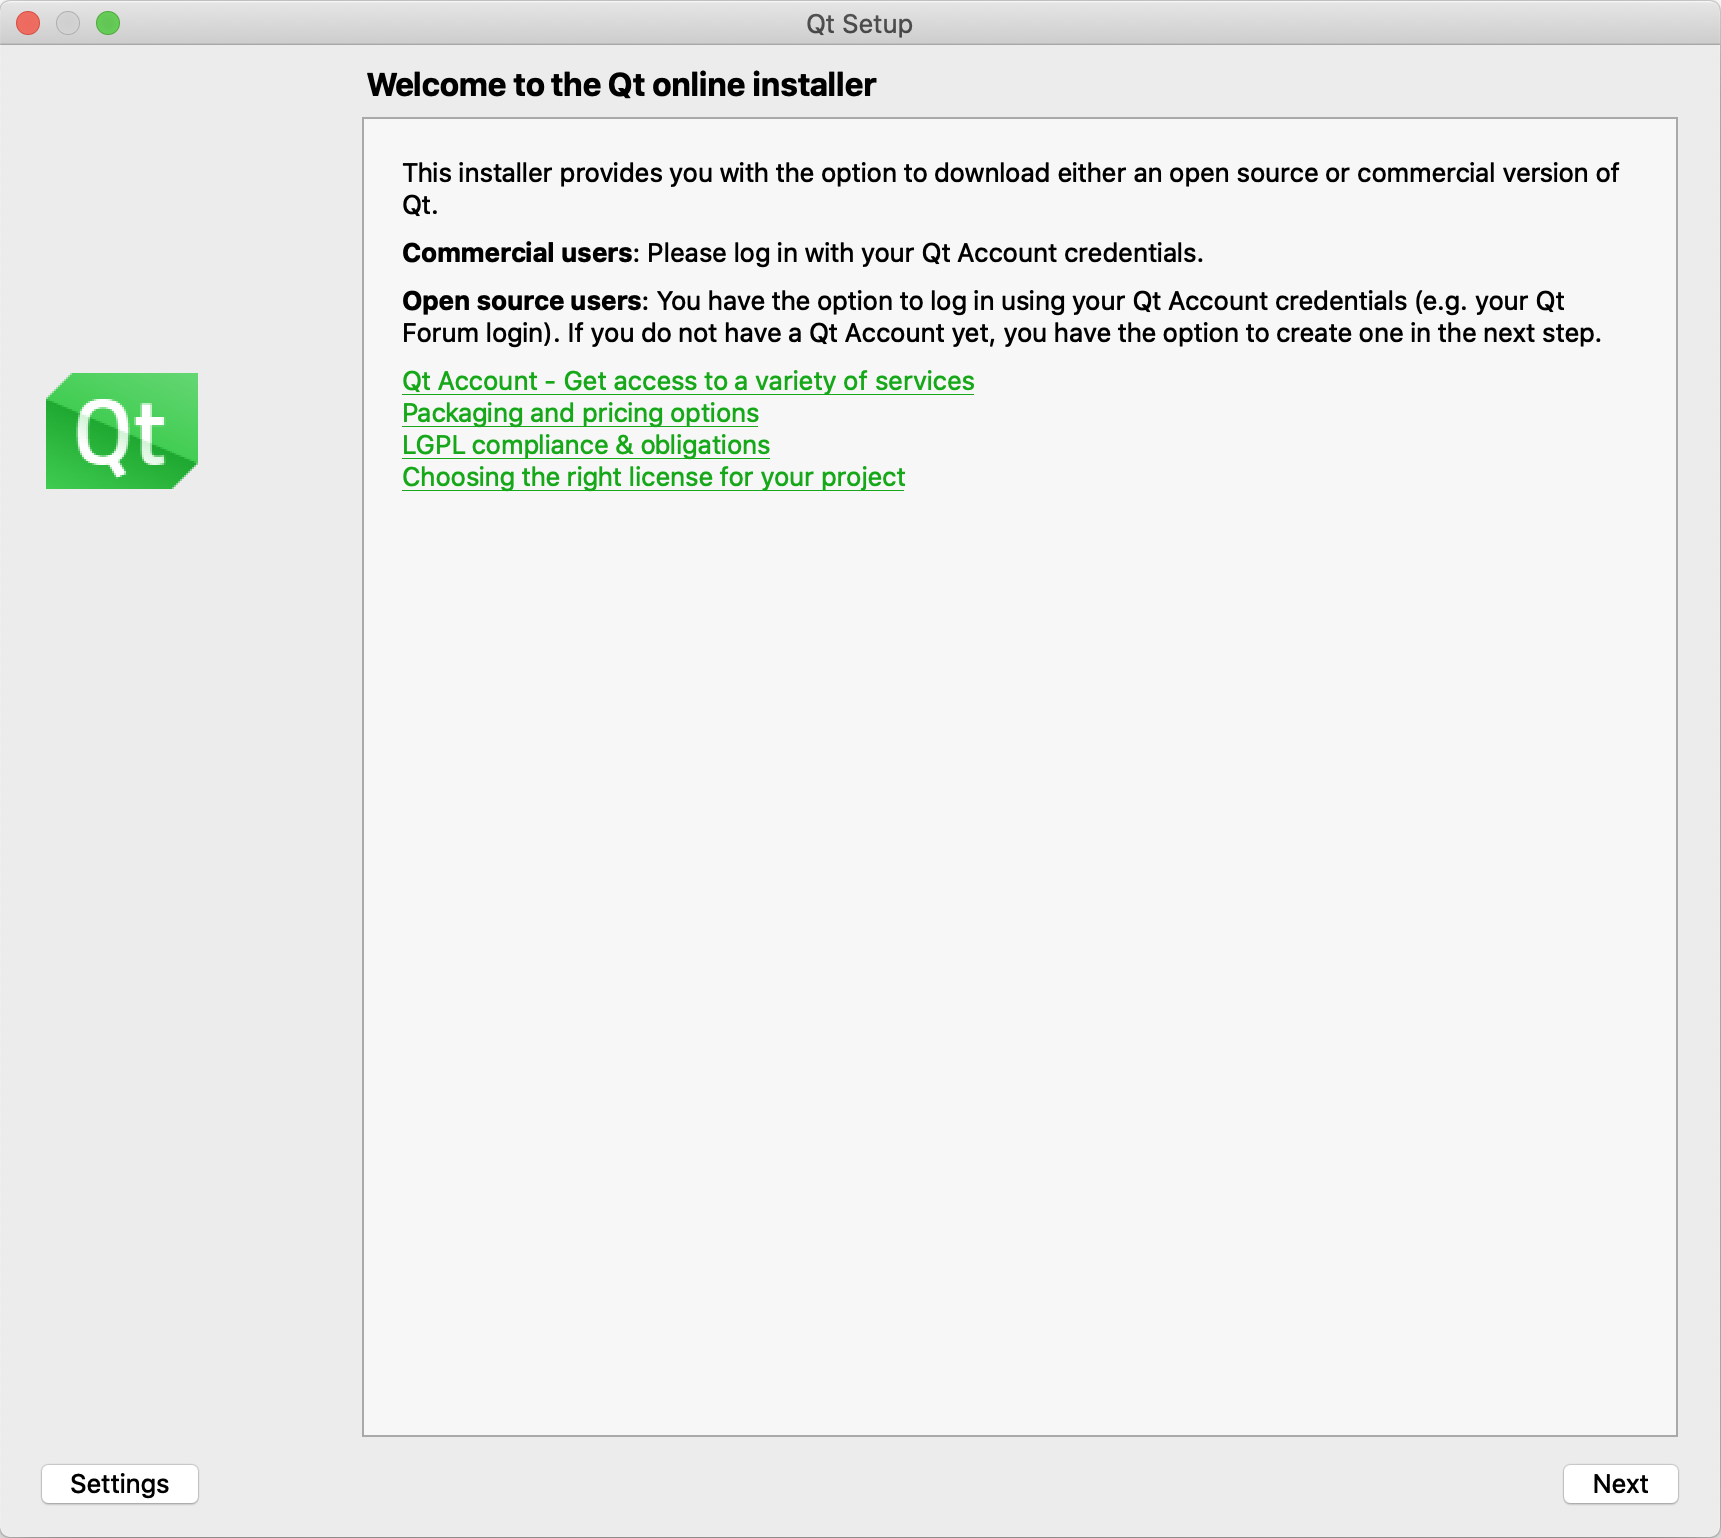 Qt Setup
Welcome to the Qt online installer
This installer provides you with the option to download either an open source or commercial version of
Qt.
Commercial users: Please log in with your Qt Account credentials.
Open source users: You have the option to log in using your Qt Account credentials (e.g. your Qt
Forum login). If you do not have a Qt Account yet, you have the option to create one in the next step.
Qt Account - Get access to a variety of services
Packaging and pricing options
LGPL compliance & obligations
Choosing the right license for your project
Qt
Settings
Next